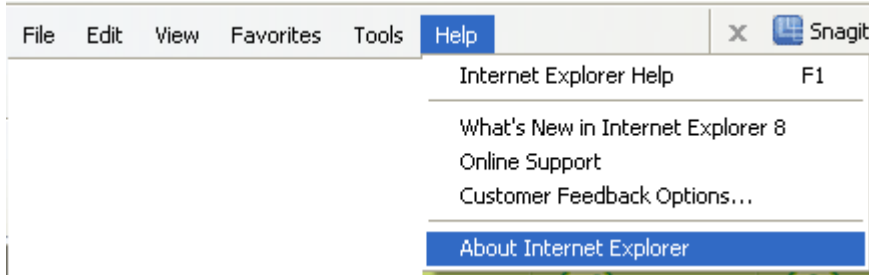 File Edit View Favorites Tools Help x Snagit
Internet Explorer Help F1
What's New in Internet Explorer 8
Online Support
Customer Feedback Options...
About Internet Explorer